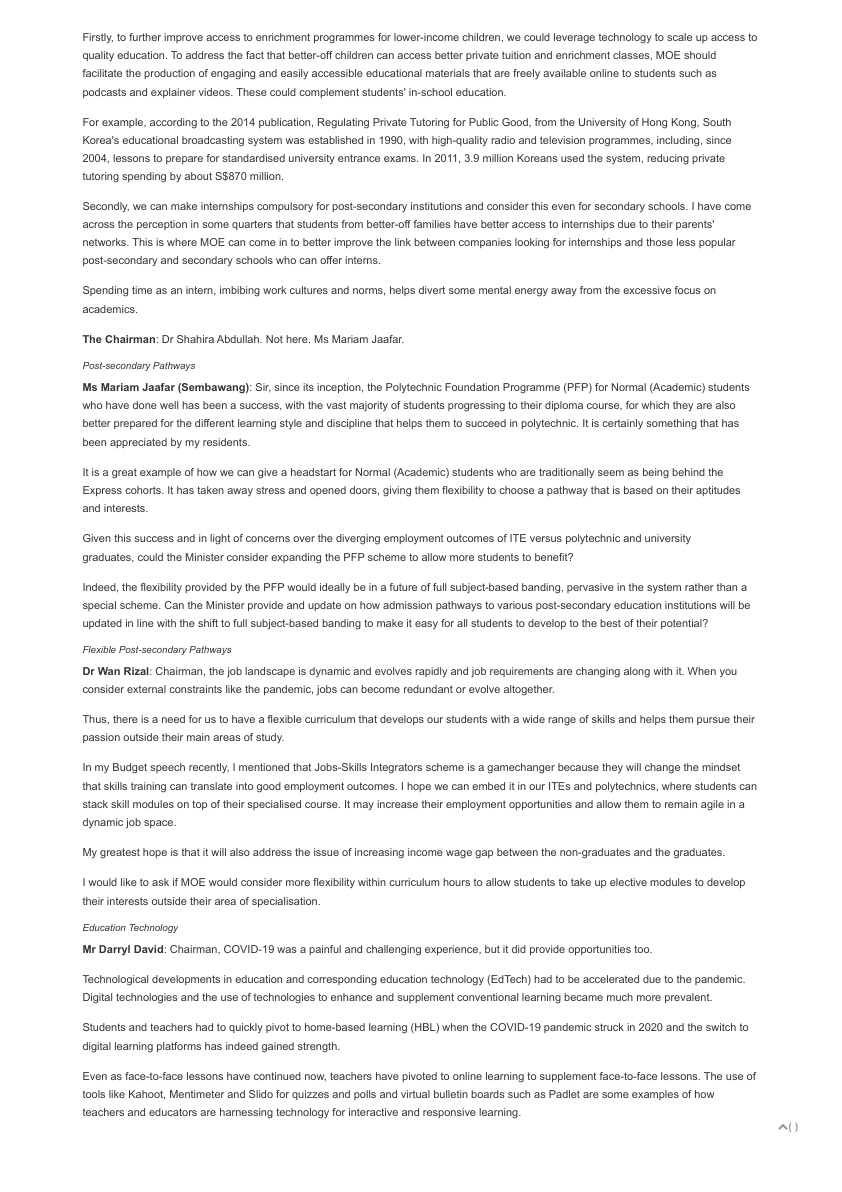 Firstly, to further improve access to enrichment programmes for lower-income children, we could leverage technology to scale up access to
quality education. To address the fact that better-off children can access better private tuition and enrichment classes, MOE should
facilitate the production of engaging and easily accessible educational materials that are freely available online to students such as
podcasts and explainer videos. These could complement students' in-school education.
For example, according to the 2014 publication, Regulating Private Tutoring for Public Good, from the University of Hong Kong, South
Korea's educational broadcasting system was established in 1990, with high-quality radio and television programmes, including, since
2004, lessons to prepare for standardised university entrance exams. In 2011, 3.9 million Koreans used the system, reducing private
tutoring spending by about S$870 million.
Secondly, we can make internships compulsory for post-secondary institutions and consider this even for secondary schools. I have come
across the perception in some quarters that students from better-off families have better access to internships due to their parents'
networks. This is where MOE can come in to better improve the link between companies looking for internships and those less popular
post-secondary and secondary schools who can offer interns.
Spending time as an intern, imbibing work cultures and norms, helps divert some mental energy away from the excessive focus on
academics.
The Chairman: Dr Shahira Abdullah. Not here. Ms Mariam Jaafar.
Post-secondary Pathways
Ms Mariam Jaafar (Sembawang): Sir, since its inception, the Polytechnic Foundation Programme (PFP) for Normal (Academic) students
who have done well has been a success, with the vast majority of students progressing to their diploma course, for which they are also
better prepared for the different learning style and discipline that helps them to succeed in polytechnic. It is certainly something that has
been appreciated by my residents.
It is a great example of how we can give a headstart for Normal (Academic) students who are traditionally seem as being behind the
Express cohorts. It has taken away stress and opened doors, giving them flexibility to choose a pathway that is based on their aptitudes
and interests.
Given this success and in light of concerns over the diverging employment outcomes of ITE versus polytechnic and university
graduates, could the Minister consider expanding the PFP scheme to allow more students to benefit?
Indeed, the flexibility provided by the PFP would ideally be in a future of full subject-based banding, pervasive in the system rather than a
special scheme. Can the Minister provide and update on how admission pathways to various post-secondary education institutions will be
updated in line with the shift to full subject-based banding to make it easy for all students to develop to the best of their potential?
Flexible Post-secondary Pathways
Dr Wan Rizal: Chairman, the job landscape is dynamic and evolves rapidly and job requirements are changing along with it. When you
consider external constraints like the pandemic, jobs can become redundant or evolve altogether.
Thus, there is a need for us to have a flexible curriculum that develops our students with a wide range of skills and helps them pursue their
passion outside their main areas of study.
In my Budget speech recently, I mentioned that Jobs-Skills Integrators scheme is a gamechanger because they will change the mindset
that skills training can translate into good employment outcomes. I hope we can embed it in our ITEs and polytechnics, where students can
stack skill modules on top of their specialised course. It may increase their employment opportunities and allow them to remain agile in a
dynamic job space.
My greatest hope is that it will also address the issue of increasing income wage gap between the non-graduates and the graduates.
I would like to ask if MOE would consider more flexibility within curriculum hours to allow students to take up elective modules to develop
their interests outside their area of specialisation.
Education Technology
Mr Darryl David: Chairman, COVID-19 was a painful and challenging experience, but it did provide opportunities too.
Technological developments in education and corresponding education technology (EdTech) had to be accelerated due to the pandemic.
Digital technologies and the use of technologies to enhance and supplement conventional learning became much more prevalent.
Students and teachers had to quickly pivot to home-based learning (HBL) when the COVID-19 pandemic struck in 2020 and the switch to
digital learning platforms has indeed gained strength.
Even as face-to-face lessons have continued now, teachers have pivoted to online learning to supplement face-to-face lessons. The use of
tools like Kahoot, Mentimeter and Slido for quizzes and polls and virtual bulletin boards such as Padlet are some examples of how
teachers and educators are harnessing technology for interactive and responsive learning.
( )